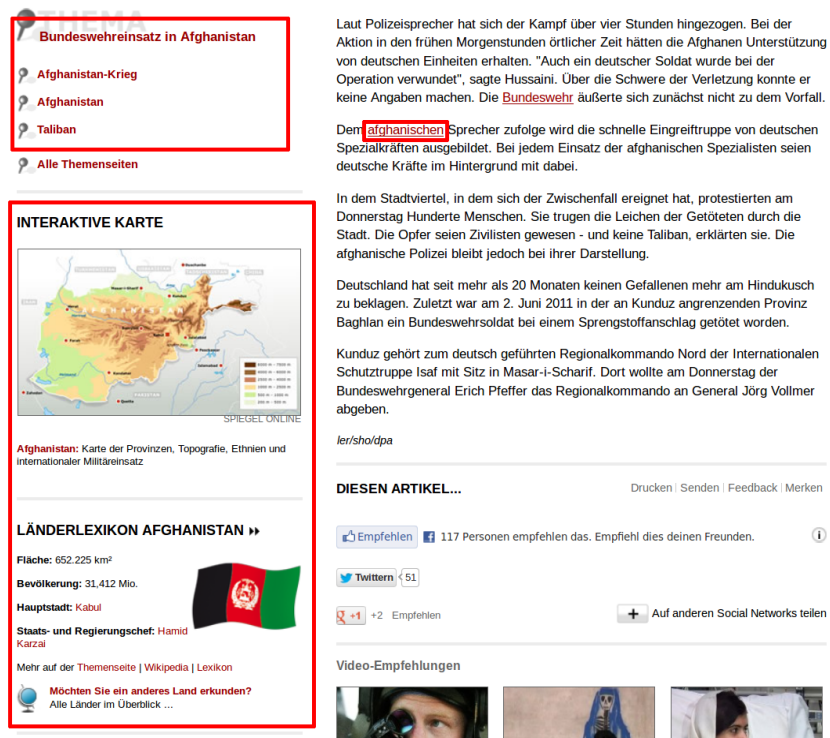 THEMA
Bundeswehreinsatz in Afghanistan
Afghanistan-Krieg
Afghanistan
Taliban
Alle Themenseiten
INTERAKTIVE KARTE
SPIEGEL ONLINE
Afghanistan: Karte der Provinzen, Topografie, Ethnien und
internationaler Militäreinsatz
LÄNDERLEXIKON AFGHANISTAN
Fläche: 652.225 km²
Bevölkerung: 31,412 Mio.
Hauptstadt: Kabul
Staats- und Regierungschef: Hamid
Karzai
Mehr auf der Themenseite | Wikipedia | Lexikon
Möchten Sie ein anderes Land erkunden?
Alle Länder im Überblick ...
Laut Polizeisprecher hat sich der Kampf über vier Stunden hingezogen. Bei der
Aktion in den frühen Morgenstunden örtlicher Zeit hätten die Afghanen Unterstützung
von deutschen Einheiten erhalten. "Auch ein deutscher Soldat wurde bei der
Operation verwundet", sagte Hussaini. Über die Schwere der Verletzung konnte er
keine Angaben machen. Die Bundeswehr äußerte sich zunächst nicht zu dem Vorfall.
Dem afghanischen Sprecher zufolge wird die schnelle Eingreiftruppe von deutschen
Spezialkräften ausgebildet. Bei jedem Einsatz der afghanischen Spezialisten seien
deutsche Kräfte im Hintergrund mit dabei.
In dem Stadtviertel, in dem sich der Zwischenfall ereignet hat, protestierten am
Donnerstag Hunderte Menschen. Sie trugen die Leichen der Getöteten durch die
Stadt. Die Opfer seien Zivilisten gewesen - und keine Taliban, erklärten sie. Die
afghanische Polizei bleibt jedoch bei ihrer Darstellung.
Deutschland hat seit mehr als 20 Monaten keinen Gefallenen mehr am Hindukusch
zu beklagen. Zuletzt war am 2. Juni 2011 in der an Kunduz angrenzenden Provinz
Baghlan ein Bundeswehrsoldat bei einem Sprengstoffanschlag getötet worden.
Kunduz gehört zum deutsch geführten Regionalkommando Nord der Internationalen
Schutztruppe Isaf mit Sitz in Masar-i-Scharif. Dort wollte am Donnerstag der
Bundeswehrgeneral Erich Pfeffer das Regionalkommando an General Jörg Vollmer
abgeben.
ler/sho/dpa
DIESEN ARTIKEL...
Drucken | Senden | Feedback | Merken
Empfehlen 117 Personen empfehlen das. Empfiehl dies deinen Freunden.
Twittern 51
+1 +2 Empfehlen
Auf anderen Social Networks teilen
Video-Empfehlungen